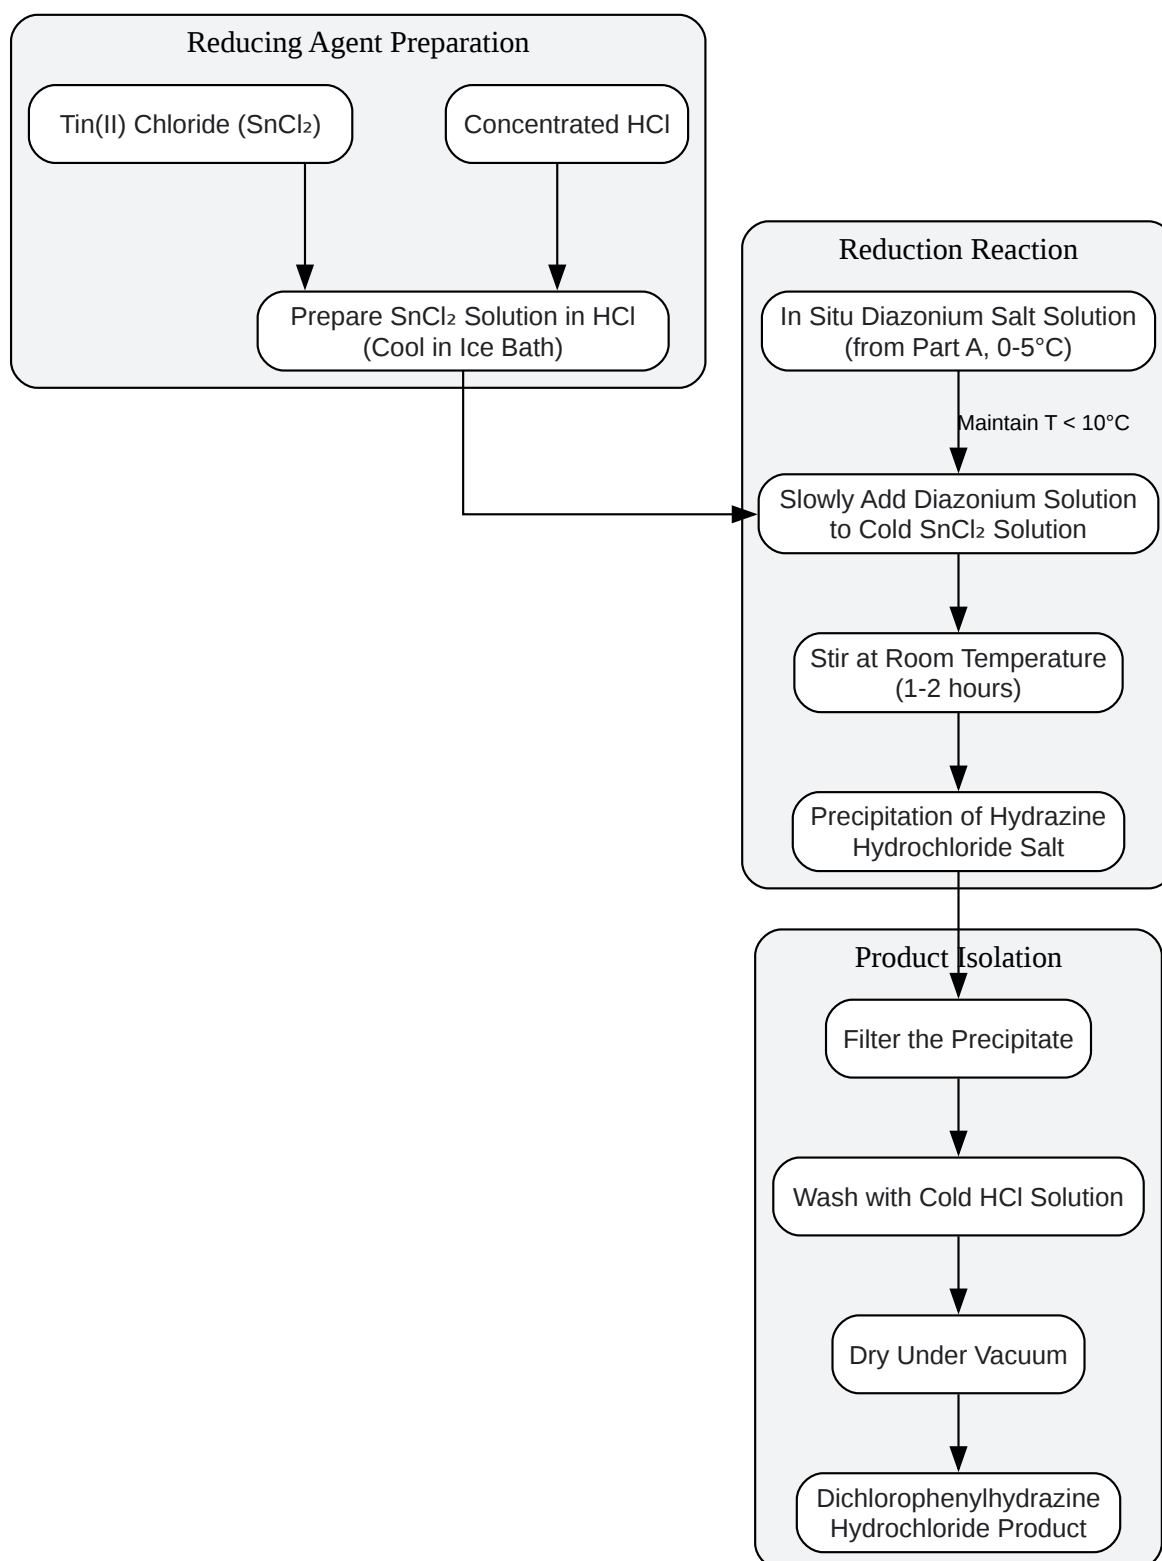 Reducing Agent Preparation
Tin(II) Chloride (SnCl₂)
Concentrated HCl
Prepare SnCl₂ Solution in HCl
(Cool in Ice Bath)
Reduction Reaction
In Situ Diazonium Salt Solution
(from Part A, 0-5°C)
Maintain T < 10°C
Slowly Add Diazonium Solution
to Cold SnCl₂ Solution
Stir at Room Temperature
(1-2 hours)
Precipitation of Hydrazine
Hydrochloride Salt
Product Isolation
Filter the Precipitate
Wash with Cold HCl Solution
Dry Under Vacuum
Dichlorophenylhydrazine
Hydrochloride Product